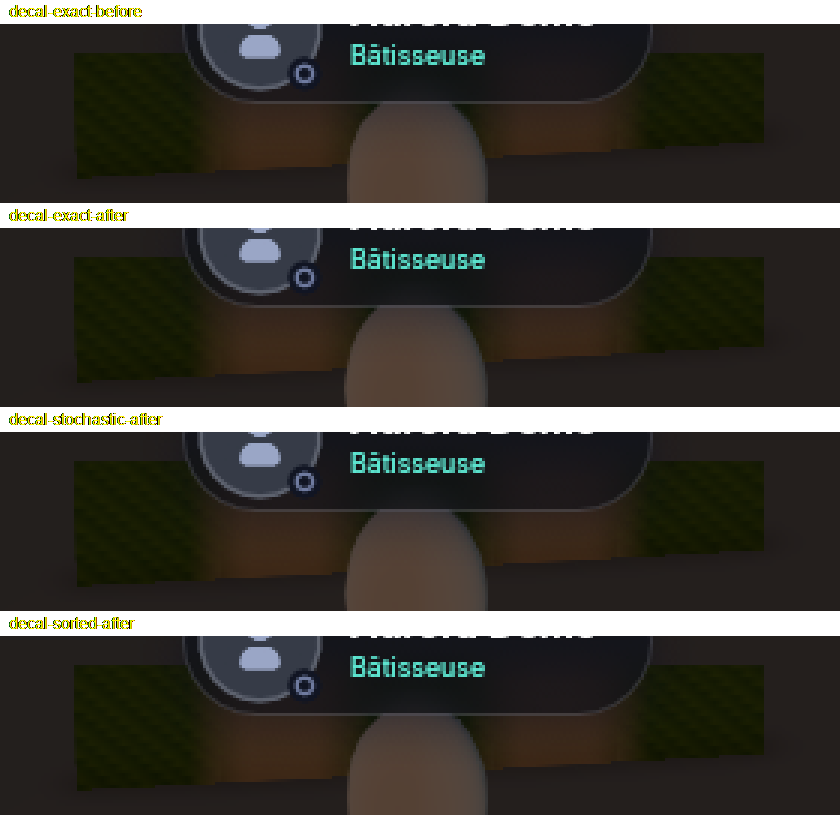 decal-exact-before
Bâtisseuse
decal-exact-after
Bâtisseuse
decal-stochastic-after
Bâtisseuse
decal-sorted-after
Bâtisseuse